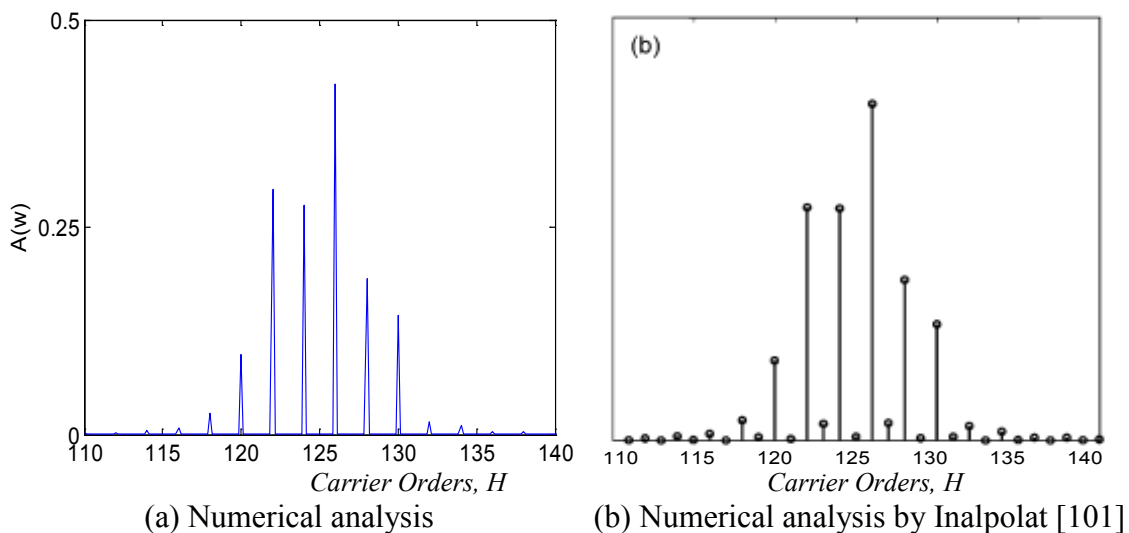 0.5
0.25
0
A(w)
110 115 120 125 130 135 140
Carrier Orders, H
(a) Numerical analysis
(b)
110 115 120 125 130 135 140
Carrier Orders, H
(b) Numerical analysis by Inalpolat [101]